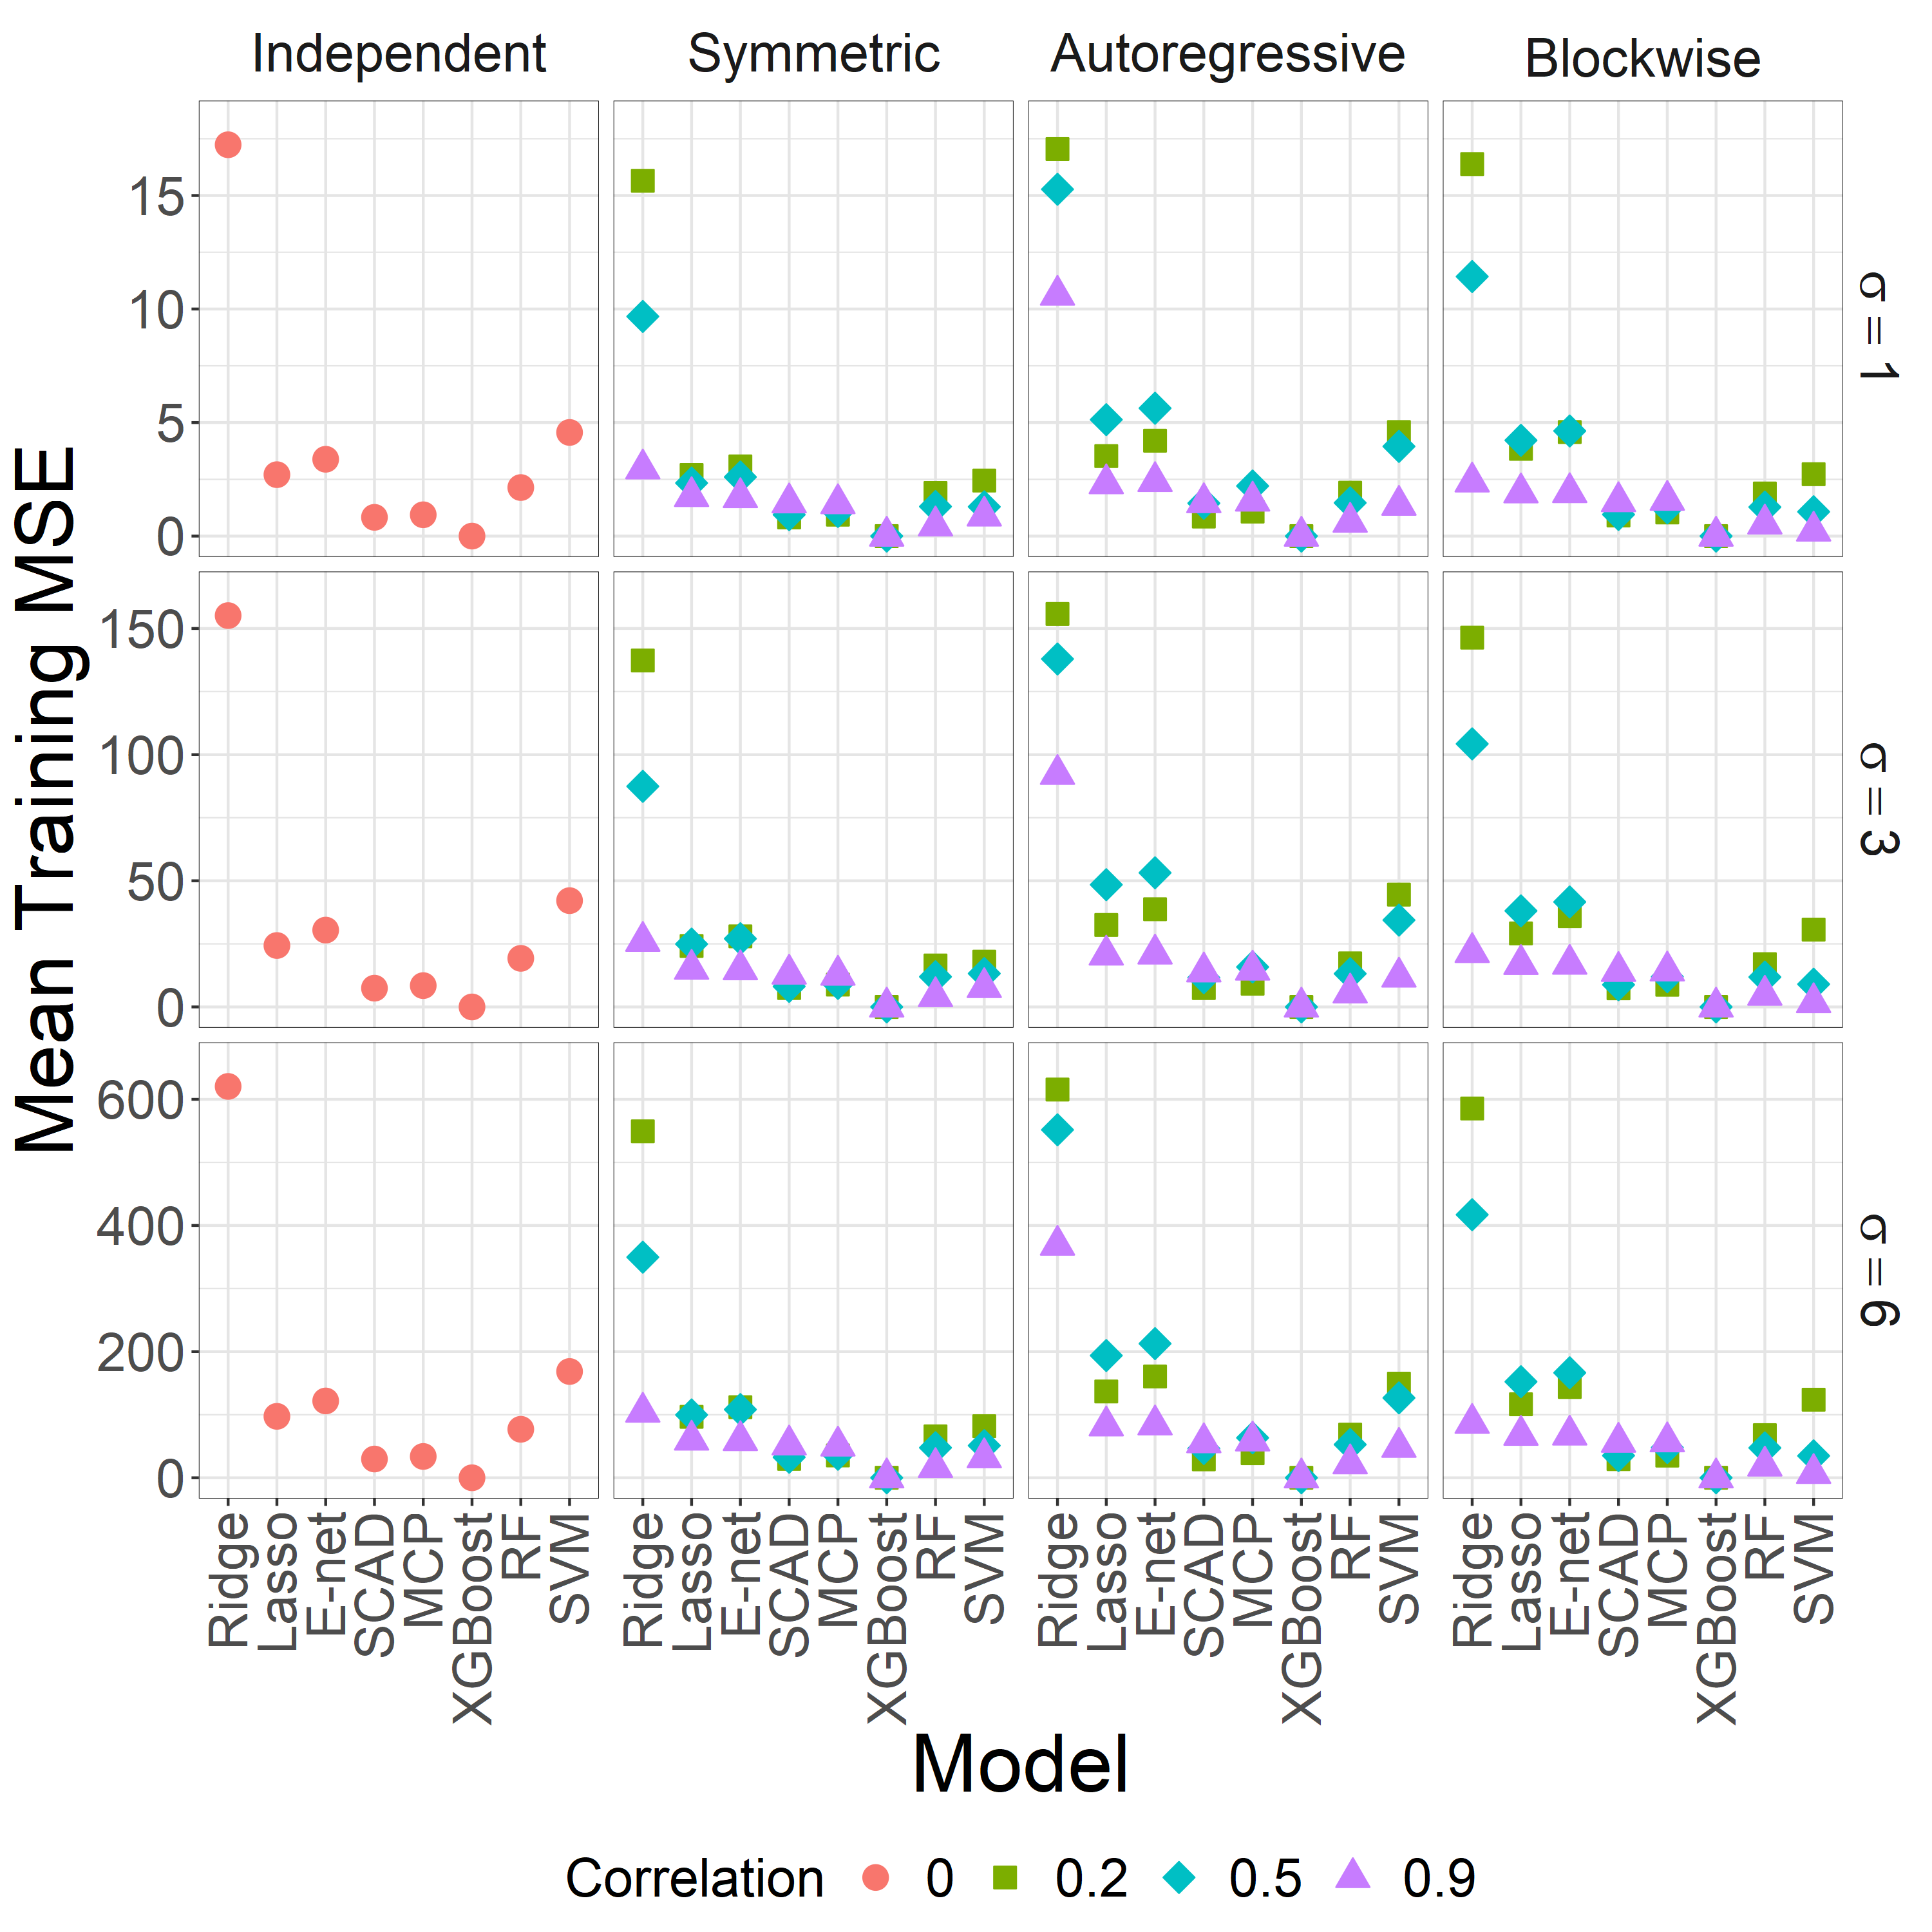 Independent Symmetric Autoregressive Blockwise
Mean Training MSE
15
10
5
0
σ = 1
150
100
50
0
σ = 3
600
400
200
0
σ = 6
Ridge Lasso E-net SCAD MCP XGBoost RF SVM Ridge Lasso E-net SCAD MCP XGBoost RF SVM Ridge Lasso E-net SCAD MCP XGBoost RF SVM Ridge Lasso E-net SCAD MCP XGBoost RF SVM
Model
Correlation 0 0.2 0.5 0.9